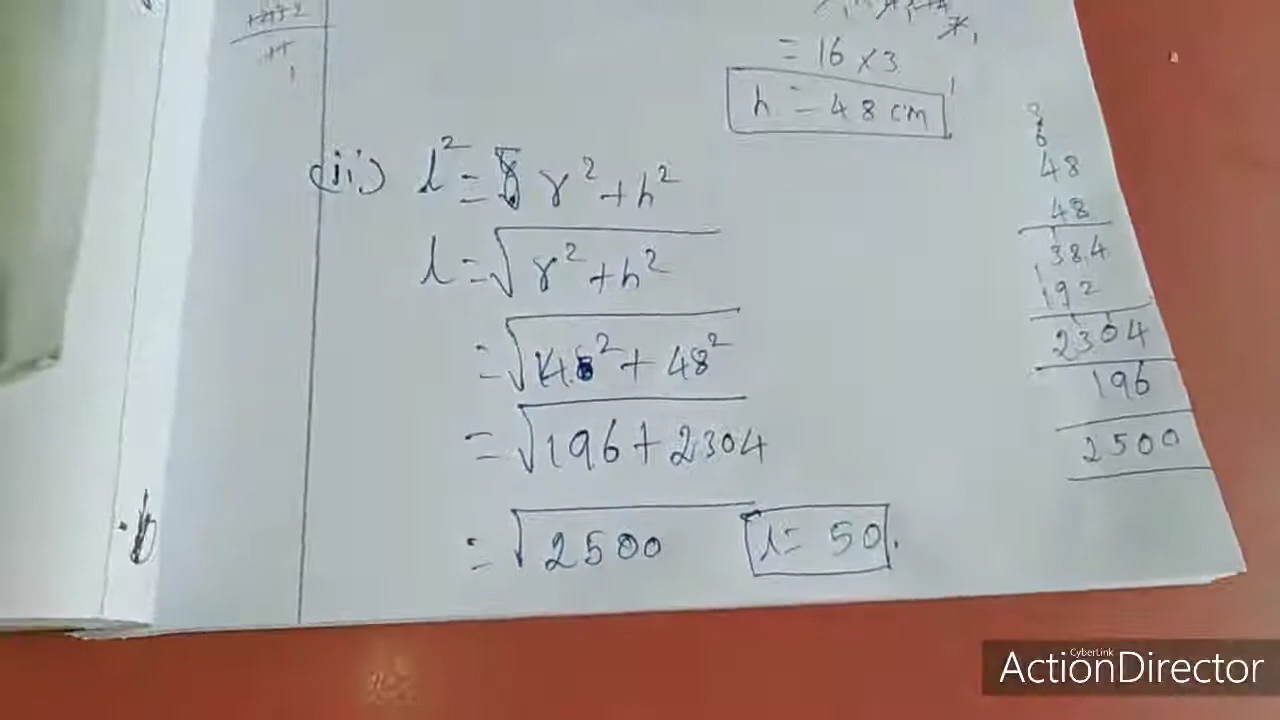 = 16 × 3
h = 48 cm
(ii) l² = r² + h²
l = √r² + h²
= √14² + 48²
= √196 + 2304
= √2500 l = 50.
48
48
384
192
2304
196
2500
CyberLink
ActionDirector